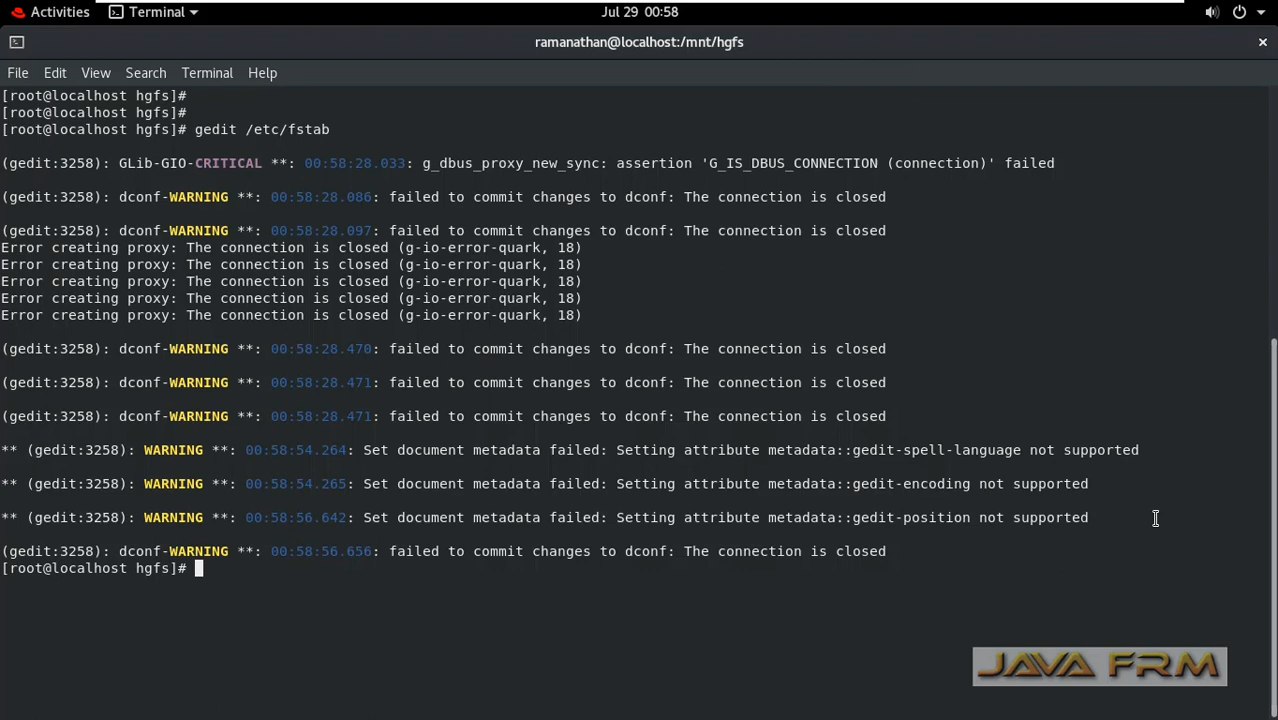 Activities Terminal Jul 29 00:58
ramanathan@localhost:/mnt/hgfs
File Edit View Search Terminal Help
[root@localhost hgfs]#
[root@localhost hgfs]#
[root@localhost hgfs]# gedit /etc/fstab
(gedit:3258): GLib-GIO-CRITICAL **: 00:58:28.033: g_dbus_proxy_new_sync: assertion 'G_IS_DBUS_CONNECTION (connection)' failed
(gedit:3258): dconf-WARNING **: 00:58:28.086: failed to commit changes to dconf: The connection is closed
(gedit:3258): dconf-WARNING **: 00:58:28.097: failed to commit changes to dconf: The connection is closed
Error creating proxy: The connection is closed (g-io-error-quark, 18)
Error creating proxy: The connection is closed (g-io-error-quark, 18)
Error creating proxy: The connection is closed (g-io-error-quark, 18)
Error creating proxy: The connection is closed (g-io-error-quark, 18)
Error creating proxy: The connection is closed (g-io-error-quark, 18)
(gedit:3258): dconf-WARNING **: 00:58:28.470: failed to commit changes to dconf: The connection is closed
(gedit:3258): dconf-WARNING **: 00:58:28.471: failed to commit changes to dconf: The connection is closed
(gedit:3258): dconf-WARNING **: 00:58:28.471: failed to commit changes to dconf: The connection is closed
** (gedit:3258): WARNING **: 00:58:54.264: Set document metadata failed: Setting attribute metadata::gedit-spell-language not supported
** (gedit:3258): WARNING **: 00:58:54.265: Set document metadata failed: Setting attribute metadata::gedit-encoding not supported
** (gedit:3258): WARNING **: 00:58:56.642: Set document metadata failed: Setting attribute metadata::gedit-position not supported
(gedit:3258): dconf-WARNING **: 00:58:56.656: failed to commit changes to dconf: The connection is closed
[root@localhost hgfs]#
JAVA FRM